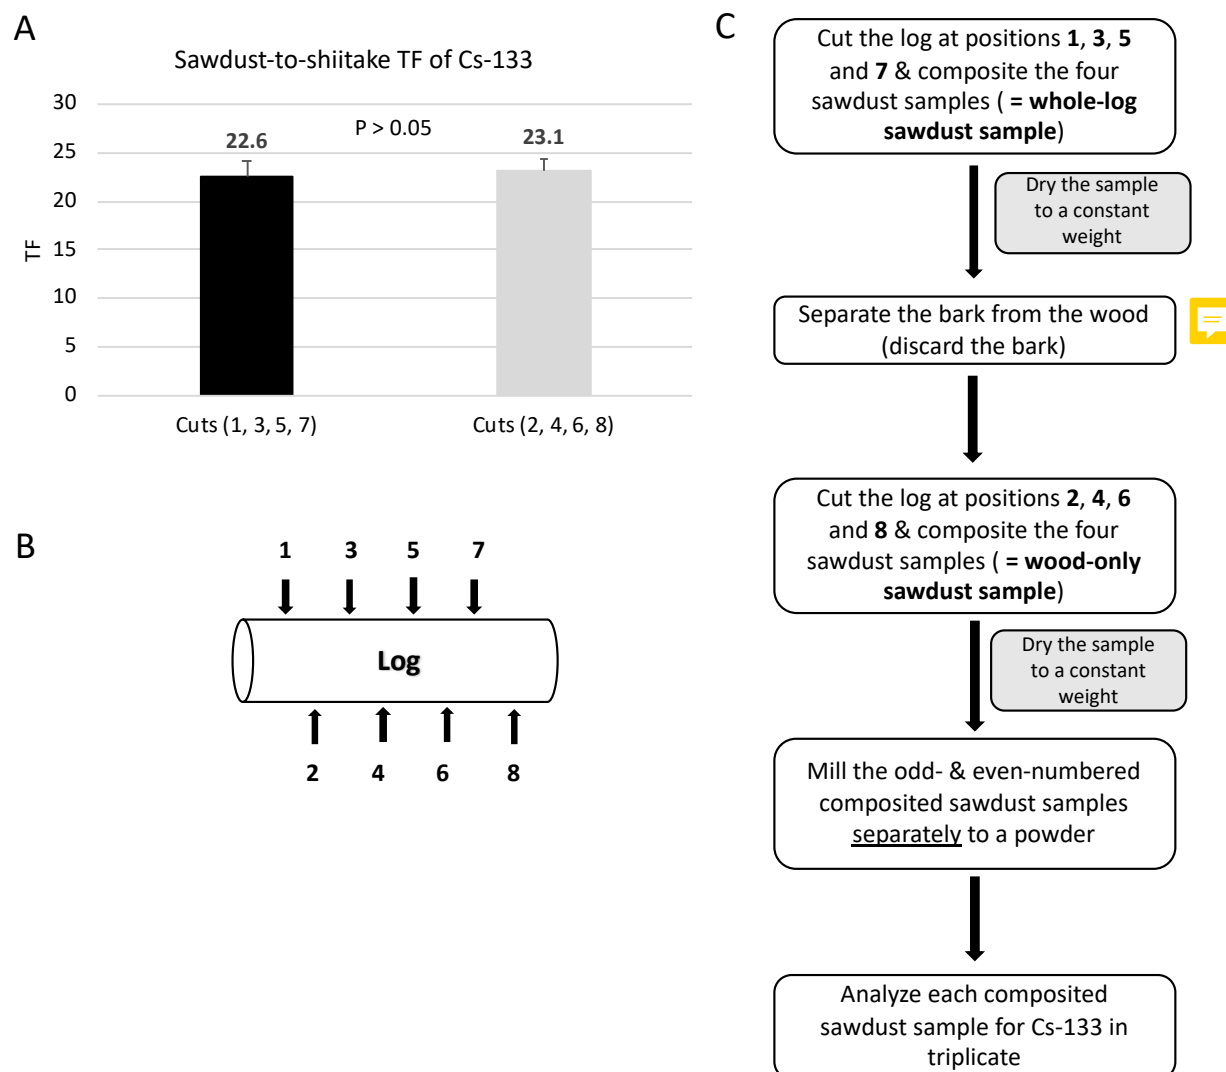 A
Sawdust-to-shiitake TF of Cs-133
30
25
20
15
10
5
0
TF
P > 0.05
22.6
23.1
Cuts (1, 3, 5, 7)
Cuts (2, 4, 6, 8)
B
1 3 5 7
Log
2 4 6 8
C
Cut the log at positions 1, 3, 5
and 7 & composite the four
sawdust samples ( = whole-log
sawdust sample)
Dry the sample
to a constant
weight
Separate the bark from the wood
(discard the bark)
Cut the log at positions 2, 4, 6
and 8 & composite the four
sawdust samples ( = wood-only
sawdust sample)
Dry the sample
to a constant
weight
Mill the odd- & even-numbered
composited sawdust samples
separately to a powder
Analyze each composited
sawdust sample for Cs-133 in
triplicate